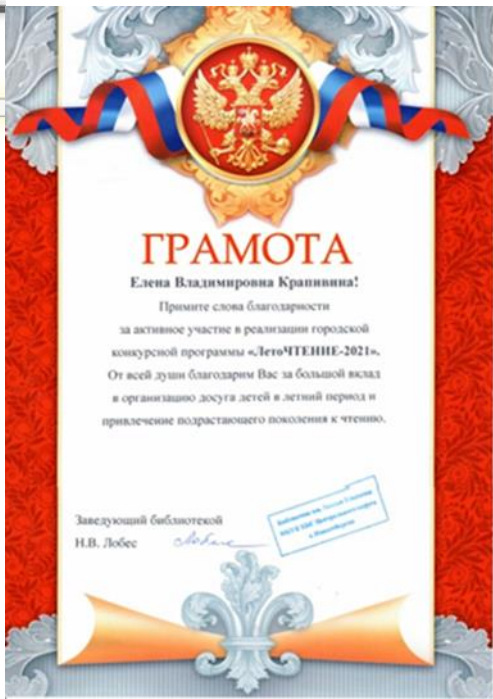 ГРАМОТА
Елена Владимировна Крапивина!
Примите слова благодарности
за активное участие в реализации городской
конкурсной программы «ЛетоЧТЕНИЕ-2021».
От всей души благодарим Вас за большой вклад
в организацию досуга детей в летний период и
привлечение подрастающего поколения к чтению.
Заведующий библиотекой
Н.В. Лобес